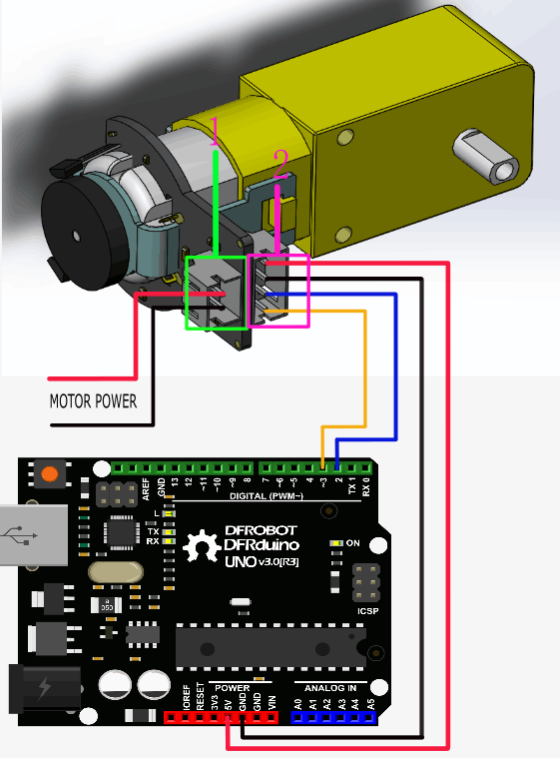 1
2
MOTOR POWER
AREF
GND
13
12
~11
~10
~9
8
7
~6
~5
4
~3
2
TX 1
RX 0
DIGITAL (PWM~)
L
TX
RX
DFROBOT
DFRduino
UNO v3.0[R3]
ON
ICSP
POWER
ANALOG IN
IOREF
RESET
3V3
5V
GND
GND
VIN
A0
A1
A2
A3
A4
A5